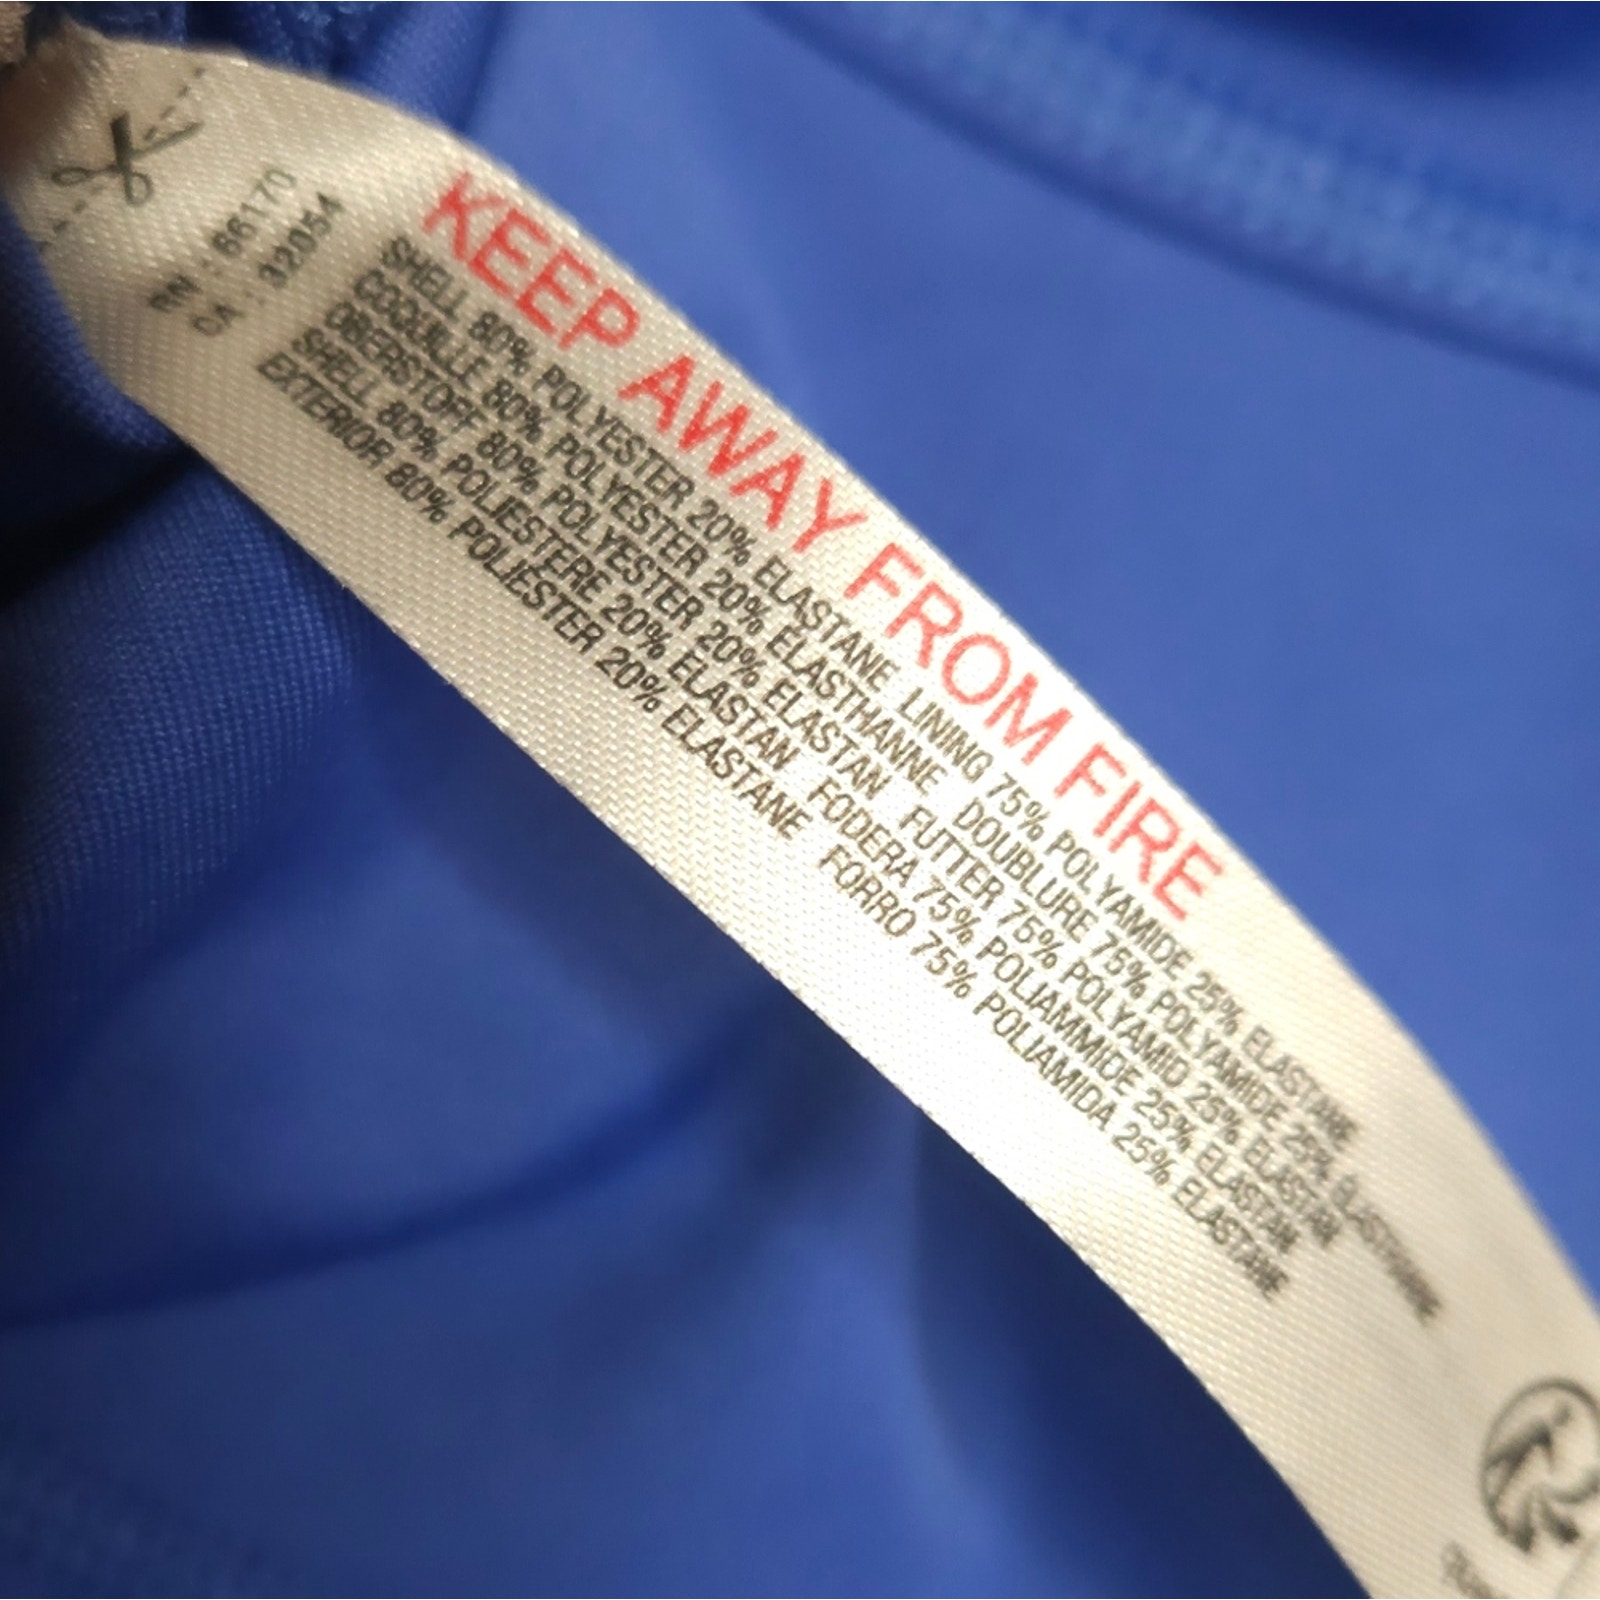 : 66170
: 32054
KEEP AWAY FROM FIRE
SHELL 80% POLYESTER 20% ELASTANE LINING 75% POLYAMIDE 25% ELASTANE
COQUILLE 80% POLYESTER 20% ELASTHANNE DOUBLURE 75% POLYAMIDE 25% ELASTHANNE
OBERSTOFF 80% POLYESTER 20% ELASTAN FUTTER 75% POLYAMID 25% ELASTAN
SHELL 80% POLIESTERE 20% ELASTAN FODERA 75% POLIAMMIDE 25% ELASTAN
EXTERIOR 80% POLIESTER 20% ELASTANE FORRO 75% POLIAMIDA 25% ELASTANE